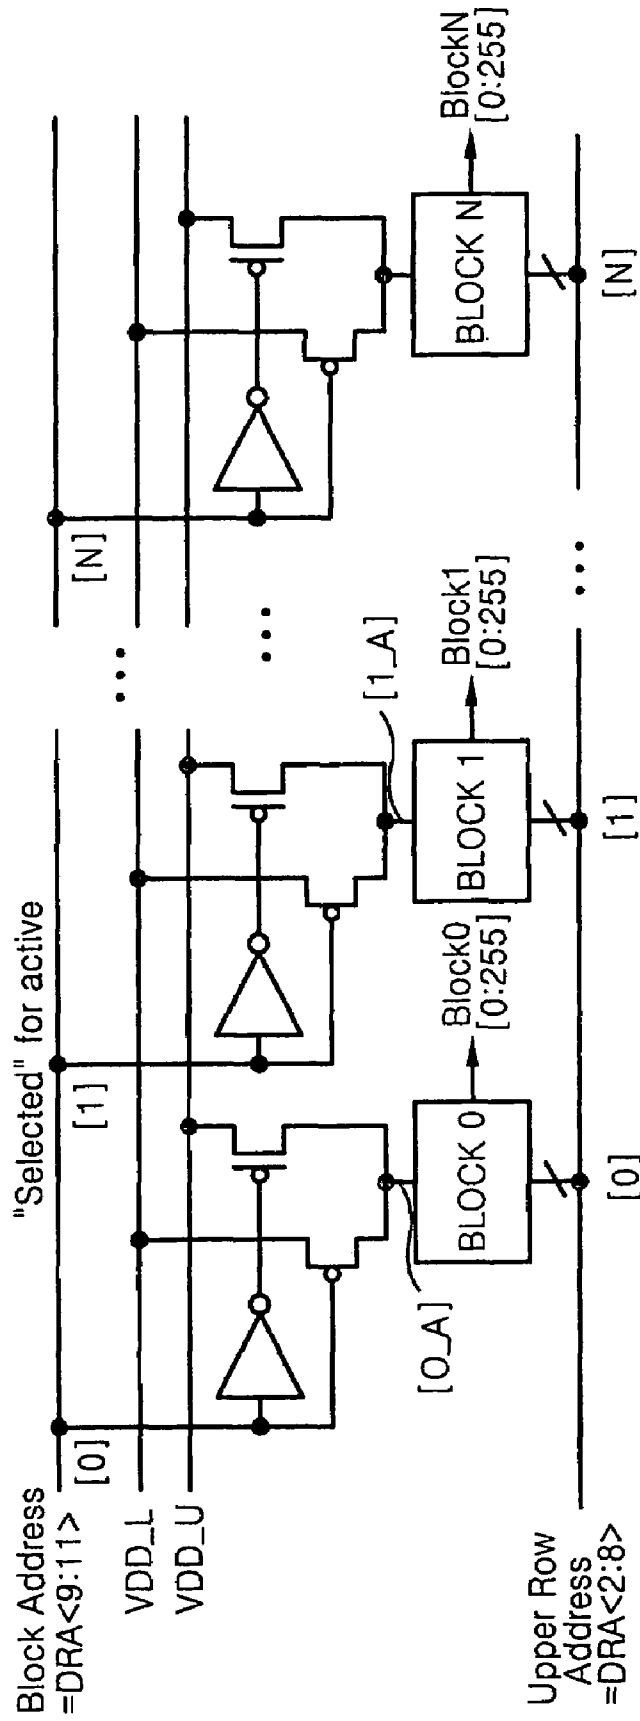 "Selected" for active
Block Address
=DRA<9:11>
[0]
[1]
[N]
VDD_L
VDD_U
...
...
[O_A]
[1_A]
BLOCK 0
Block0
[0:255]
BLOCK 1
Block1
[0:255]
BLOCK N
BlockN
[0:255]
Upper Row
Address
=DRA<2:8>
[0]
[1]
...
[N]